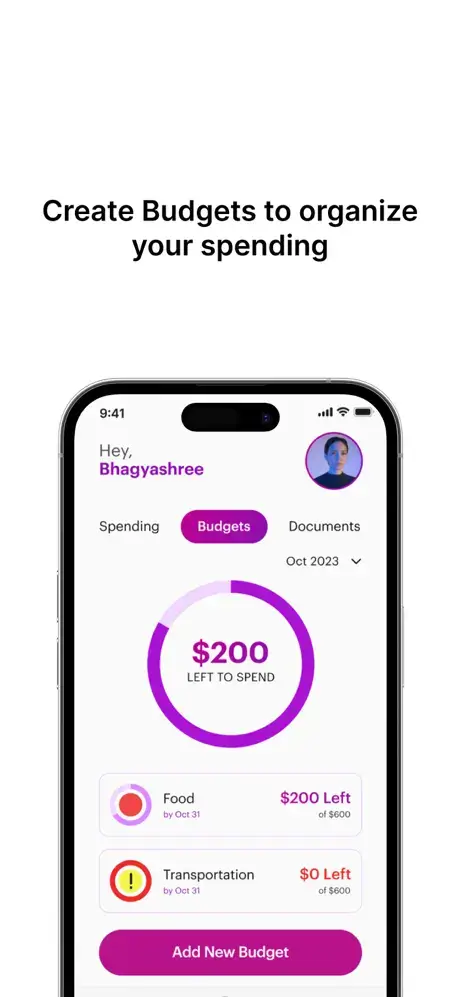 Create Budgets to organize
your spending
9:41
Hey,
Bhagyashree
Spending
Budgets
Documents
Oct 2023
$200
LEFT TO SPEND
Food
$200 Left
by Oct 31
of $600
!
Transportation
$0 Left
by Oct 31
of $600
Add New Budget